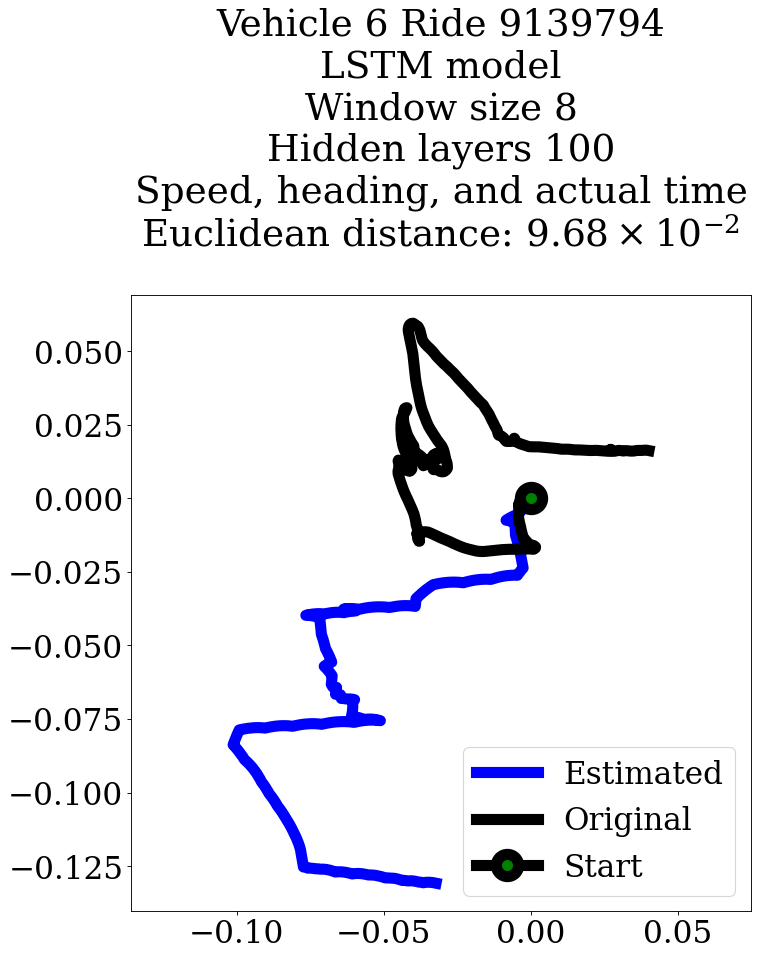 Vehicle 6 Ride 9139794
LSTM model
Window size 8
Hidden layers 100
Speed, heading, and actual time
Euclidean distance: 9.68 × 10⁻²
0.050
0.025
0.000
−0.025
−0.050
−0.075
−0.100
−0.125
Estimated
Original
Start
−0.10
−0.05
0.00
0.05